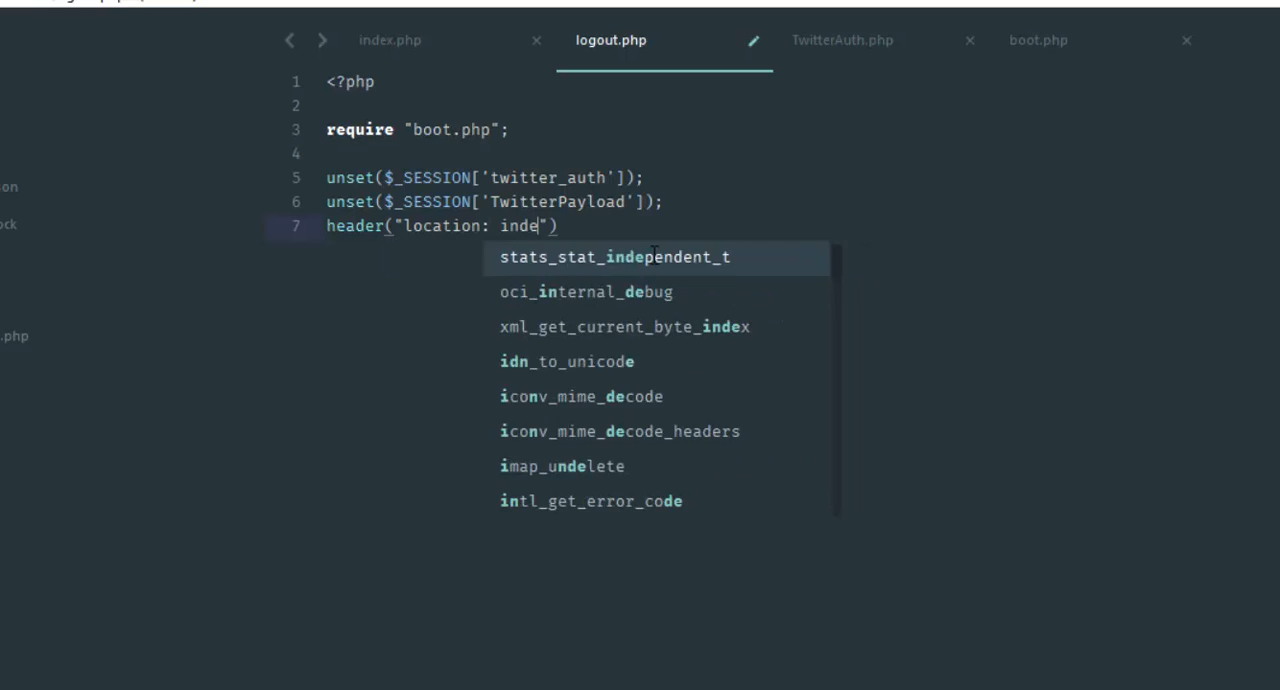 index.php
logout.php
TwitterAuth.php
boot.php
1 <?php
2
3 require "boot.php";
4
5 unset($_SESSION['twitter_auth']);
6 unset($_SESSION['TwitterPayload']);
7 header("location: inde")
stats_stat_independent_t
oci_internal_debug
xml_get_current_byte_index
idn_to_unicode
iconv_mime_decode
iconv_mime_decode_headers
imap_undelete
intl_get_error_code
son
ock
.php